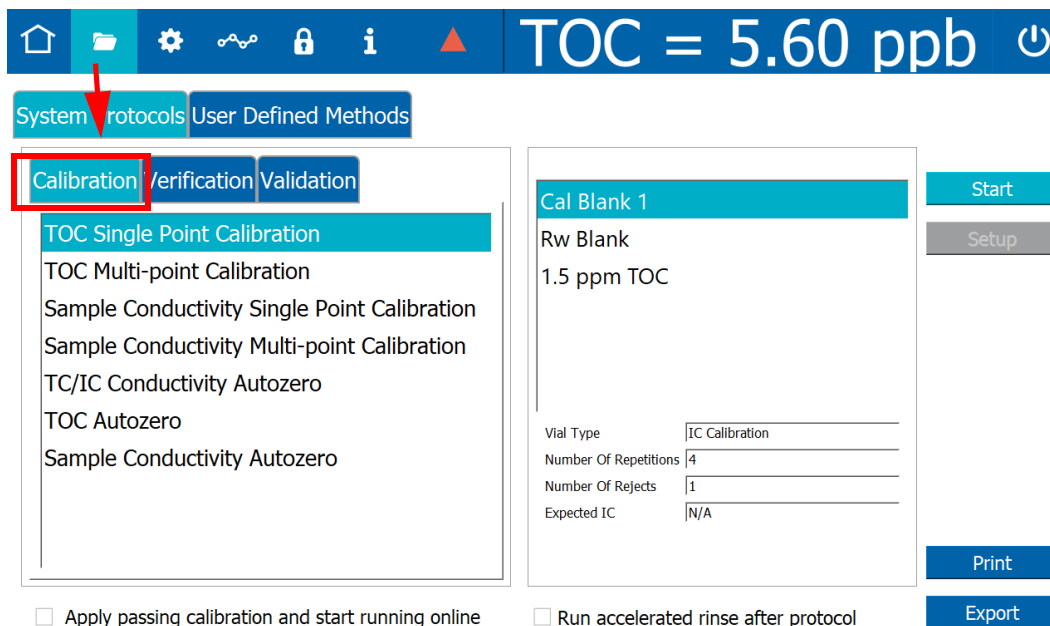 TOC = 5.60 ppb
System Protocols User Defined Methods
Calibration Verification Validation
TOC Single Point Calibration
TOC Multi-point Calibration
Sample Conductivity Single Point Calibration
Sample Conductivity Multi-point Calibration
TC/IC Conductivity Autozero
TOC Autozero
Sample Conductivity Autozero
Cal Blank 1
Rw Blank
1.5 ppm TOC
Vial Type IC Calibration
Number Of Repetitions 4
Number Of Rejects 1
Expected IC N/A
Start
Setup
Print
Export
Apply passing calibration and start running online
Run accelerated rinse after protocol